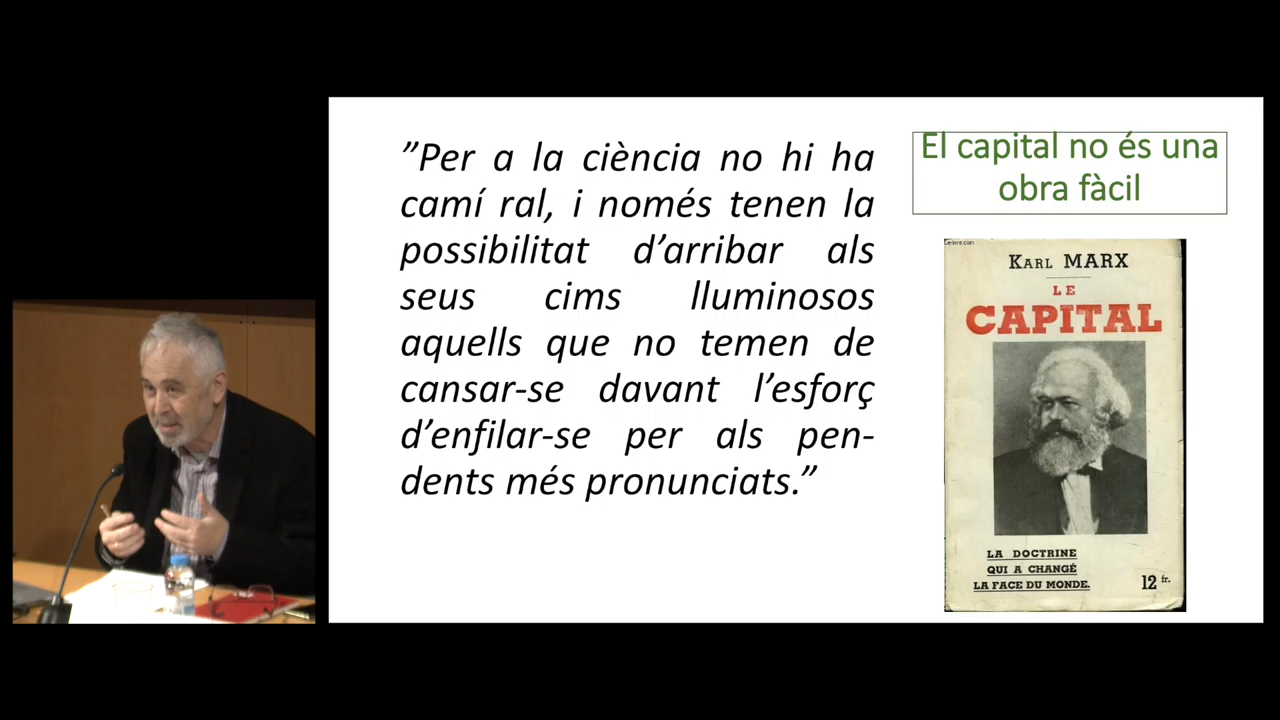 ”Per a la ciència no hi ha
camí ral, i només tenen la
possibilitat d’arribar als
seus cims lluminosos
aquells que no temen de
cansar-se davant l’esforç
d’enfilar-se per als pen-
dents més pronunciats.”
El capital no és una
obra fàcil
KARL MARX
LE
CAPITAL
LA DOCTRINE
QUI A CHANGÉ
LA FACE DU MONDE.
12 fr.